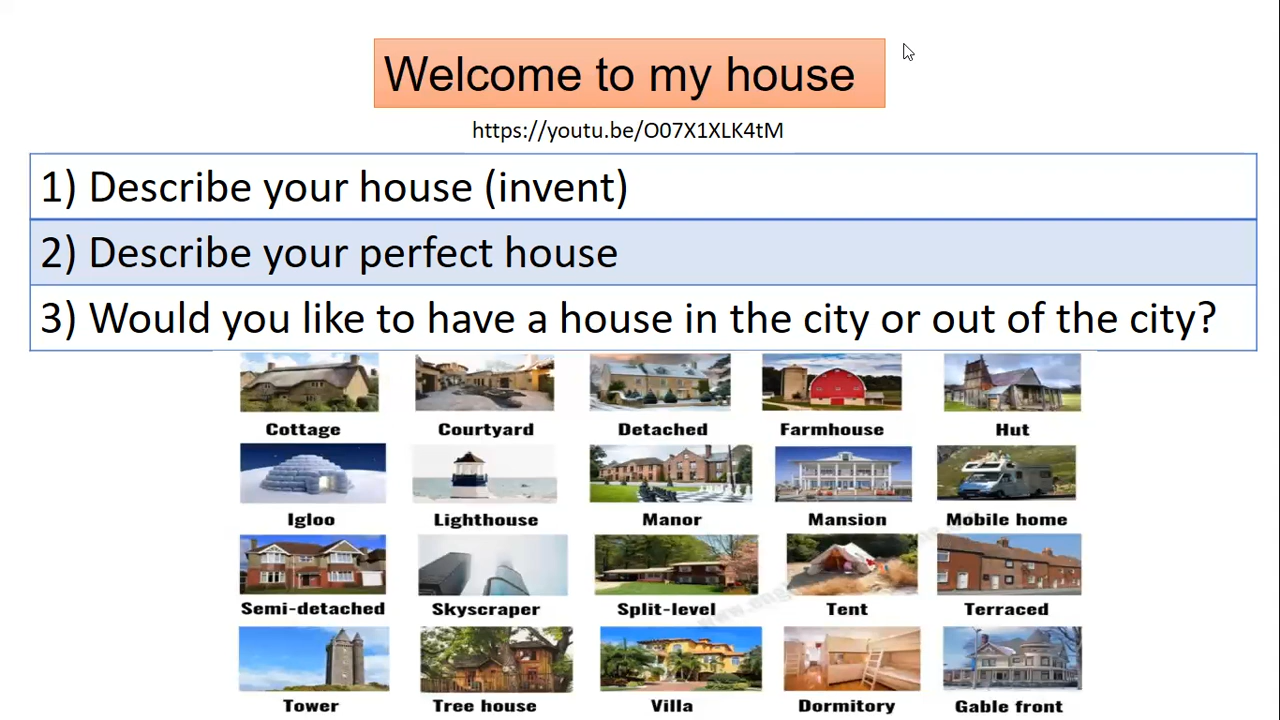 Welcome to my house
https://youtu.be/O07X1XLK4tM
1) Describe your house (invent)
2) Describe your perfect house
3) Would you like to have a house in the city or out of the city?
Cottage Courtyard Detached Farmhouse Hut
Igloo Lighthouse Manor Mansion Mobile home
Semi-detached Skyscraper Split-level Tent Terraced
Tower Tree house Villa Dormitory Gable front